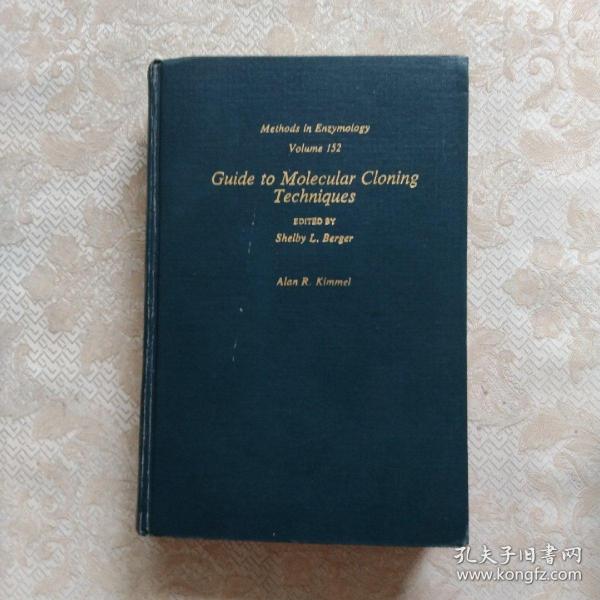 Methods in Enzymology
Volume 152
Guide to Molecular Cloning
Techniques
EDITED BY
Shelby L. Berger
Alan R. Kimmel
孔夫子旧书网
www.kongfz.com